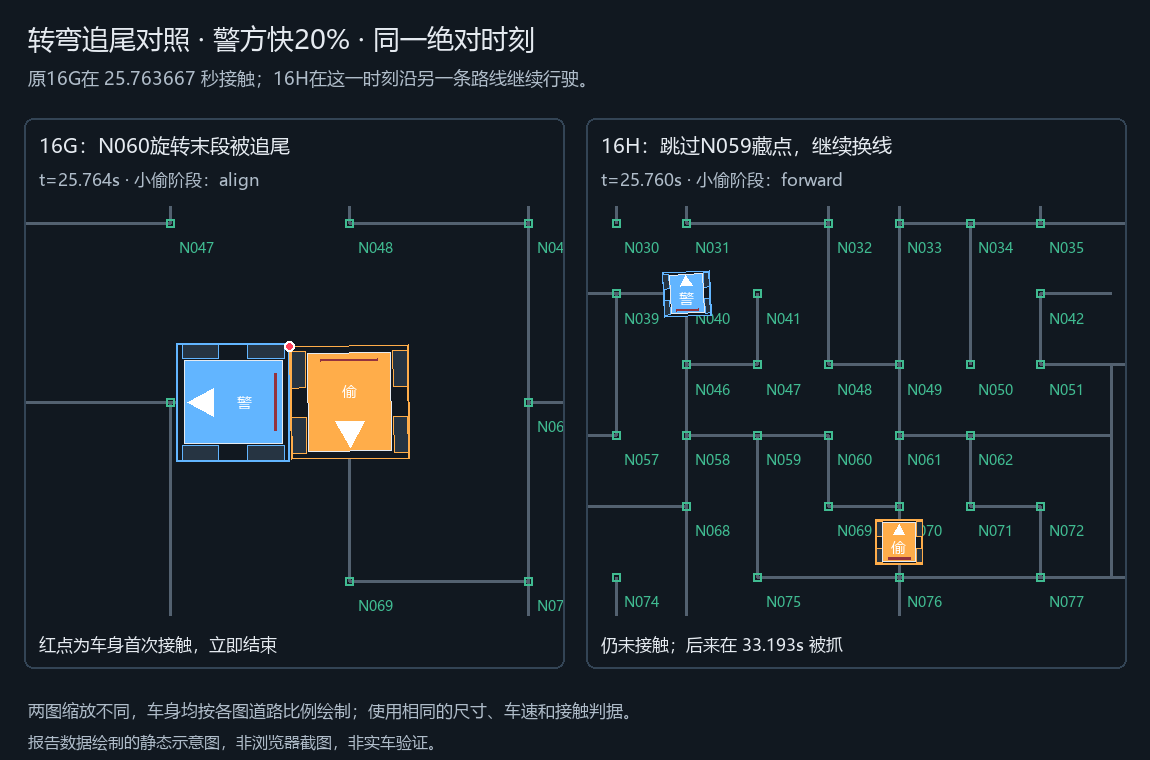 转弯追尾对照 · 警方快20% · 同一绝对时刻
原16G在 25.763667 秒接触；16H在这一时刻沿另一条路线继续行驶。
16G：N060旋转末段被追尾
t=25.764s · 小偷阶段：align
N047
N048
N04
警
偷
N06
N069
N07
红点为车身首次接触，立即结束
16H：跳过N059藏点，继续换线
t=25.760s · 小偷阶段：forward
N030
N031
N032
N033
N034
N035
警
N039
N040
N041
N042
N046
N047
N048
N049
N050
N051
N057
N058
N059
N060
N061
N062
N068
N069
偷
070
N071
N072
N074
N075
N076
N077
仍未接触；后来在 33.193s 被抓
两图缩放不同，车身均按各图道路比例绘制；使用相同的尺寸、车速和接触判据。
报告数据绘制的静态示意图，非浏览器截图，非实车验证。